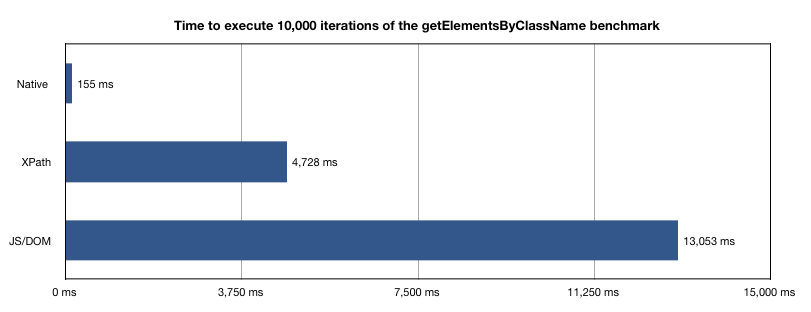 Time to execute 10,000 iterations of the getElementsByClassName benchmark
Native
155 ms
XPath
4,728 ms
JS/DOM
13,053 ms
0 ms
3,750 ms
7,500 ms
11,250 ms
15,000 ms